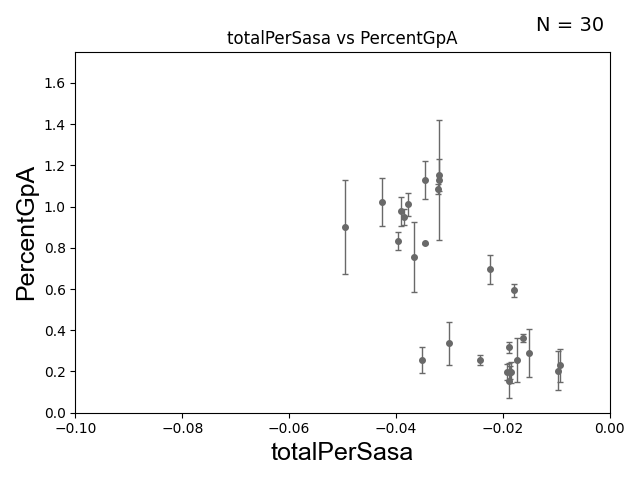 N = 30
totalPerSasa vs PercentGpA
PercentGpA
1.6
1.4
1.2
1.0
0.8
0.6
0.4
0.2
0.0
−0.10 −0.08 −0.06 −0.04 −0.02 0.00
totalPerSasa